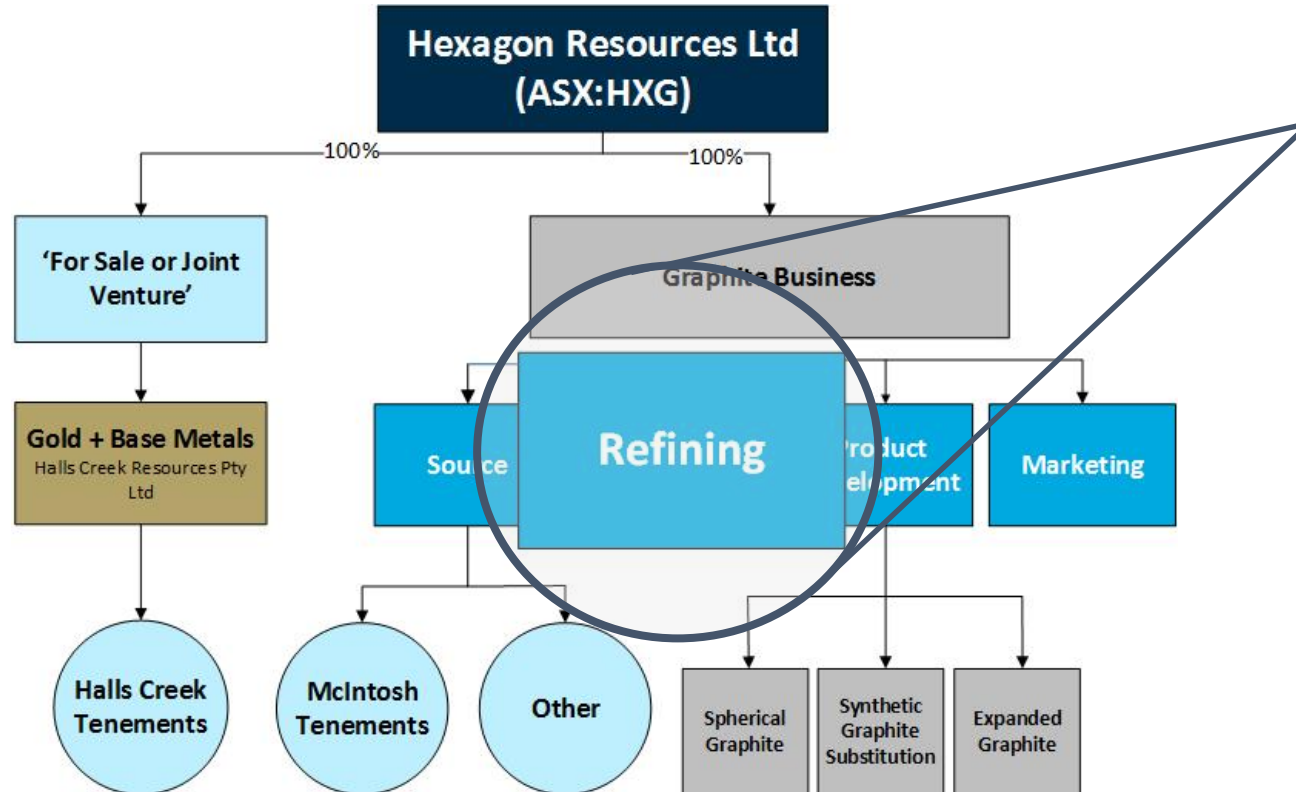 Hexagon Resources Ltd
(ASX:HXG)
100%
100%
‘For Sale or Joint
Venture’
Graphite Business
Gold + Base Metals
Halls Creek Resources Pty
Ltd
Source
Refining
Product
elopment
Marketing
Halls Creek
Tenements
McIntosh
Tenements
Other
Spherical
Graphite
Synthetic
Graphite
Substitution
Expanded
Graphite